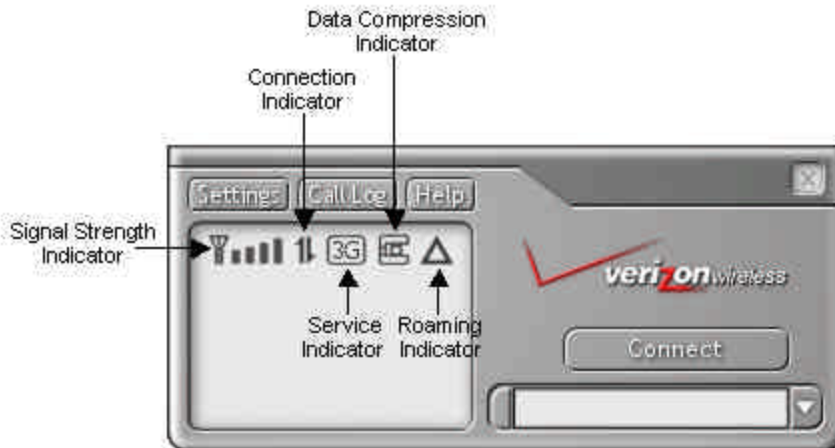 Data Compression
Indicator
Connection
Indicator
Settings Call Log Help
Signal Strength
Indicator
3G
verizon wireless
Service
Indicator
Roaming
Indicator
Connect